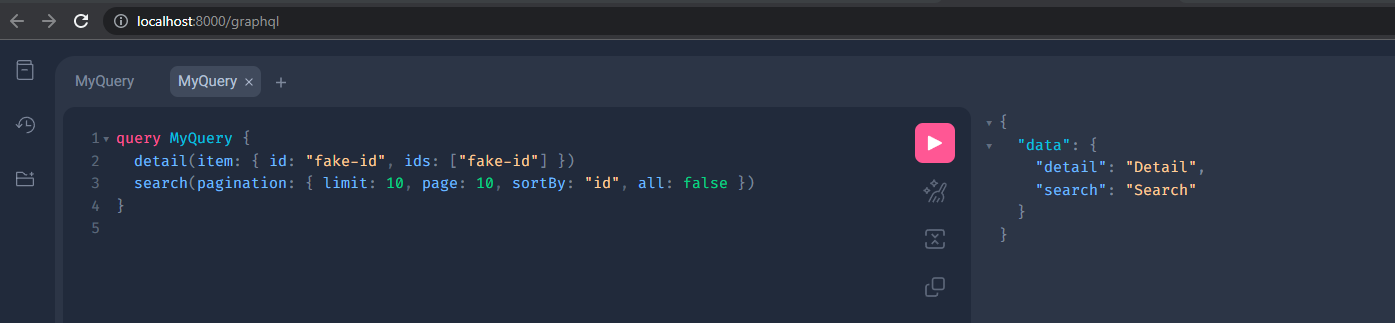 localhost:8000/graphql
MyQuery
MyQuery ×
+
1 query MyQuery {
2 detail(item: { id: "fake-id", ids: ["fake-id"] })
3 search(pagination: { limit: 10, page: 10, sortBy: "id", all: false })
4 }
5
{
"data": {
"detail": "Detail",
"search": "Search"
}
}